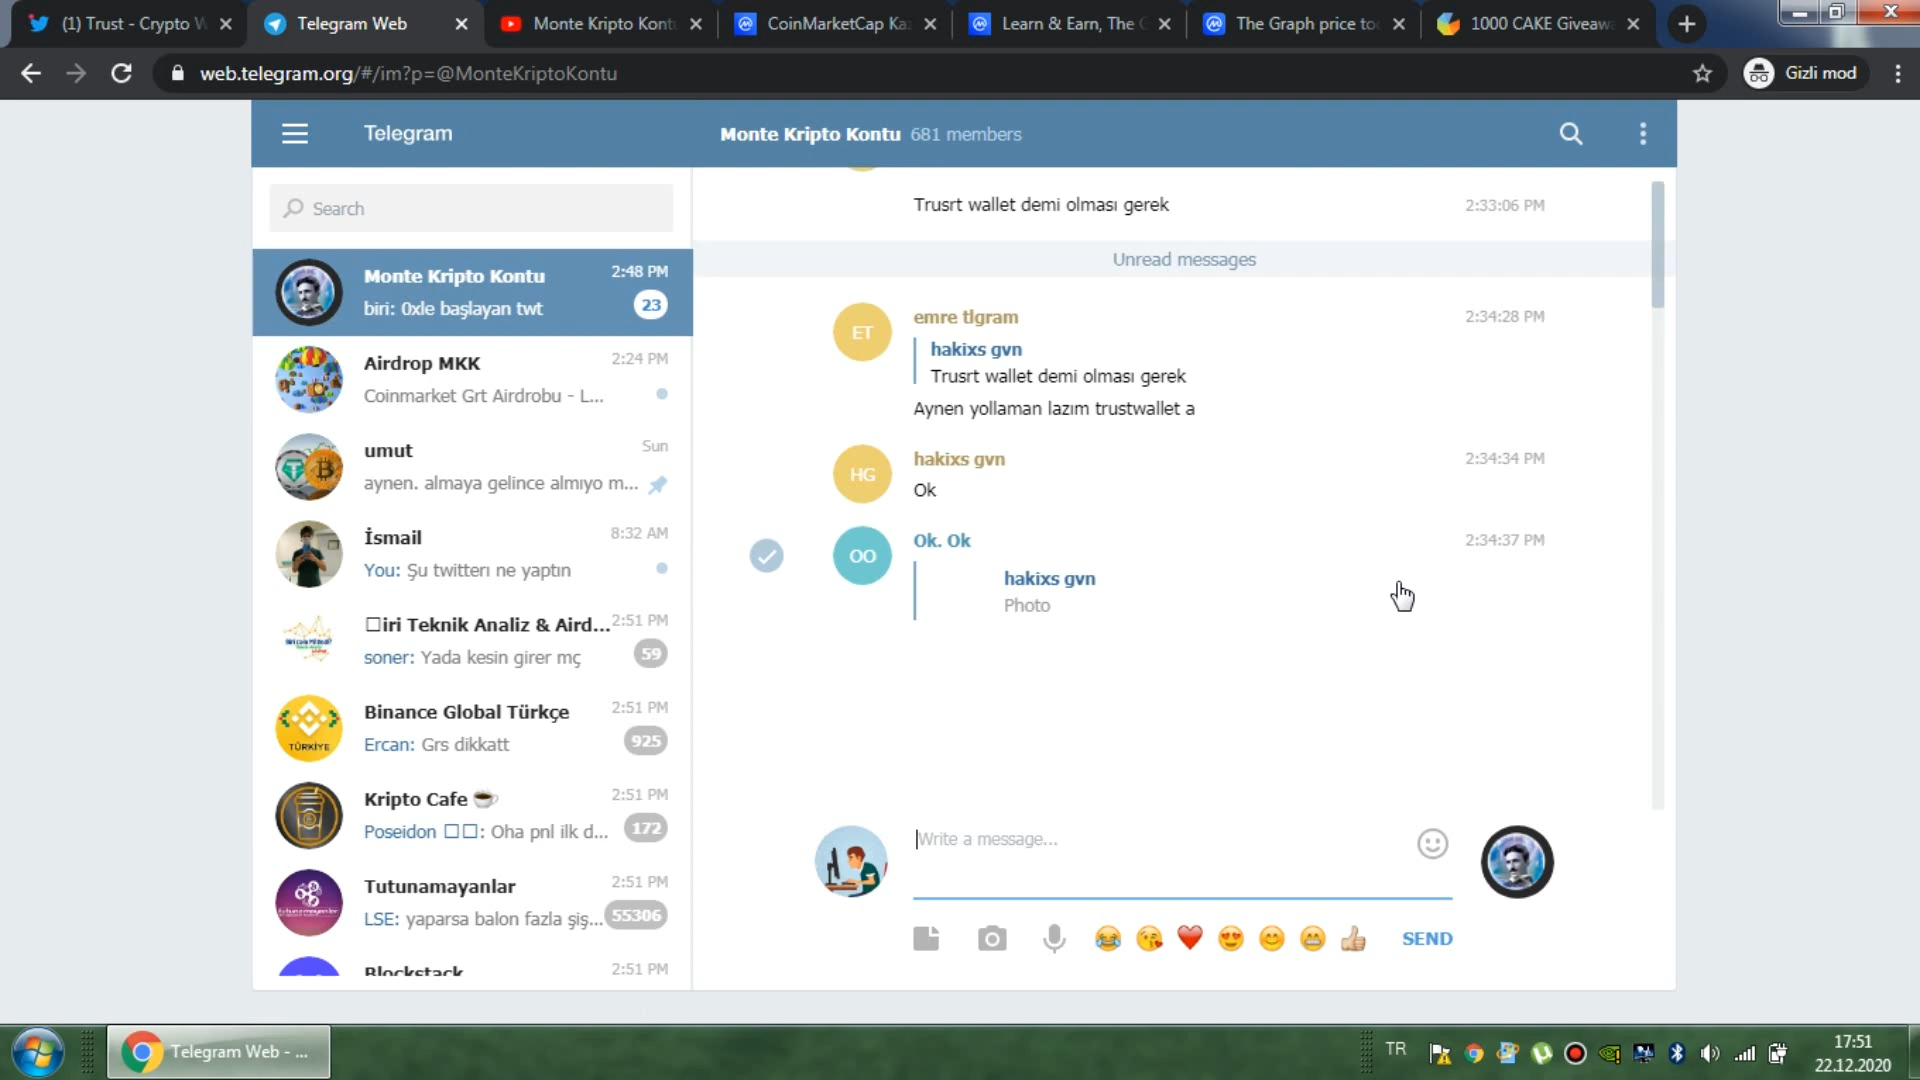 (1) Trust - Crypto W
Telegram Web
Monte Kripto Kontu
CoinMarketCap Kaz
Learn & Earn, The G
The Graph price tod
1000 CAKE Giveawa
web.telegram.org/#/im?p=@MonteKriptoKontu
Gizli mod
Telegram
Monte Kripto Kontu 681 members
Search
Monte Kripto Kontu 2:48 PM
biri: 0xle başlayan twt 23
Airdrop MKK 2:24 PM
Coinmarket Grt Airdrobu - L...
umut Sun
aynen. almaya gelince almıyo m...
İsmail 8:32 AM
You: Şu twitterı ne yaptın
iri Teknik Analiz & Aird... 2:51 PM
soner: Yada kesin girer mç 59
Binance Global Türkçe 2:51 PM
Ercan: Grs dikkatt 925
TÜRKİYE
Kripto Cafe ☕ 2:51 PM
Poseidon □□: Oha pnl ilk d... 172
Tutunamayanlar 2:51 PM
LSE: yaparsa balon fazla şiş... 55306
Blockstack 2:51 PM
Trusrt wallet demi olması gerek 2:33:06 PM
Unread messages
ET
emre tlgram 2:34:28 PM
hakixs gvn
Trusrt wallet demi olması gerek
Aynen yollaman lazım trustwallet a
HG
hakixs gvn 2:34:34 PM
Ok
OO
Ok. Ok 2:34:37 PM
hakixs gvn
Photo
Write a message...
SEND
Telegram Web - ...
TR
17:51
22.12.2020